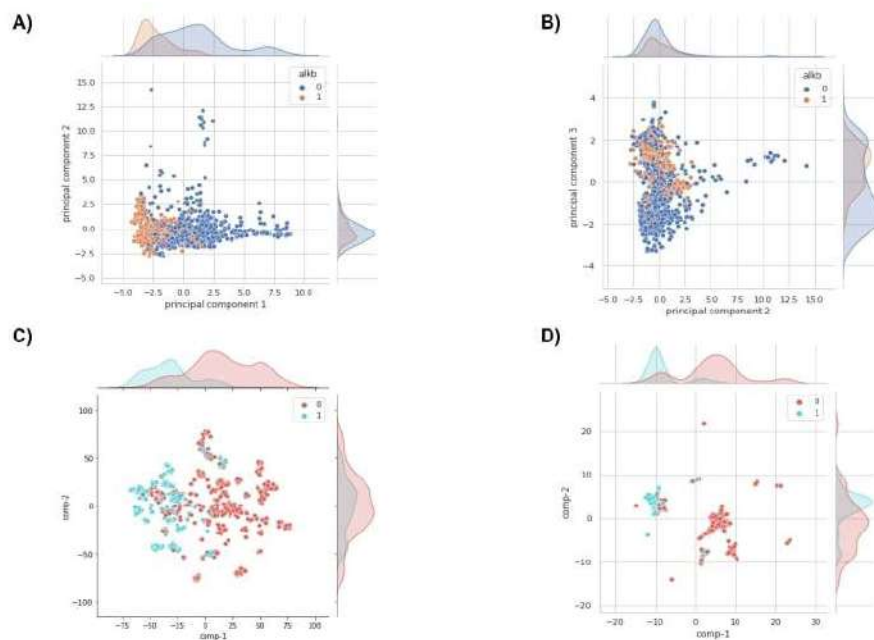 A)
alkb
0
1
15.0
12.5
10.0
7.5
5.0
2.5
0.0
−2.5
−5.0
principal component 2
−5.0 −2.5 0.0 2.5 5.0 7.5 10.0
principal component 1
B)
alkb
0
1
4
2
0
−2
−4
principal component 3
−5.0 −2.5 0.0 2.5 5.0 7.5 10.0 12.5 15.0
principal component 2
C)
0
1
100
50
0
−50
−100
comp-2
−75 −50 −25 0 25 50 75 100
comp-1
D)
0
1
20
10
0
−10
−20
comp-2
−20 −10 0 10 20 30
comp-1